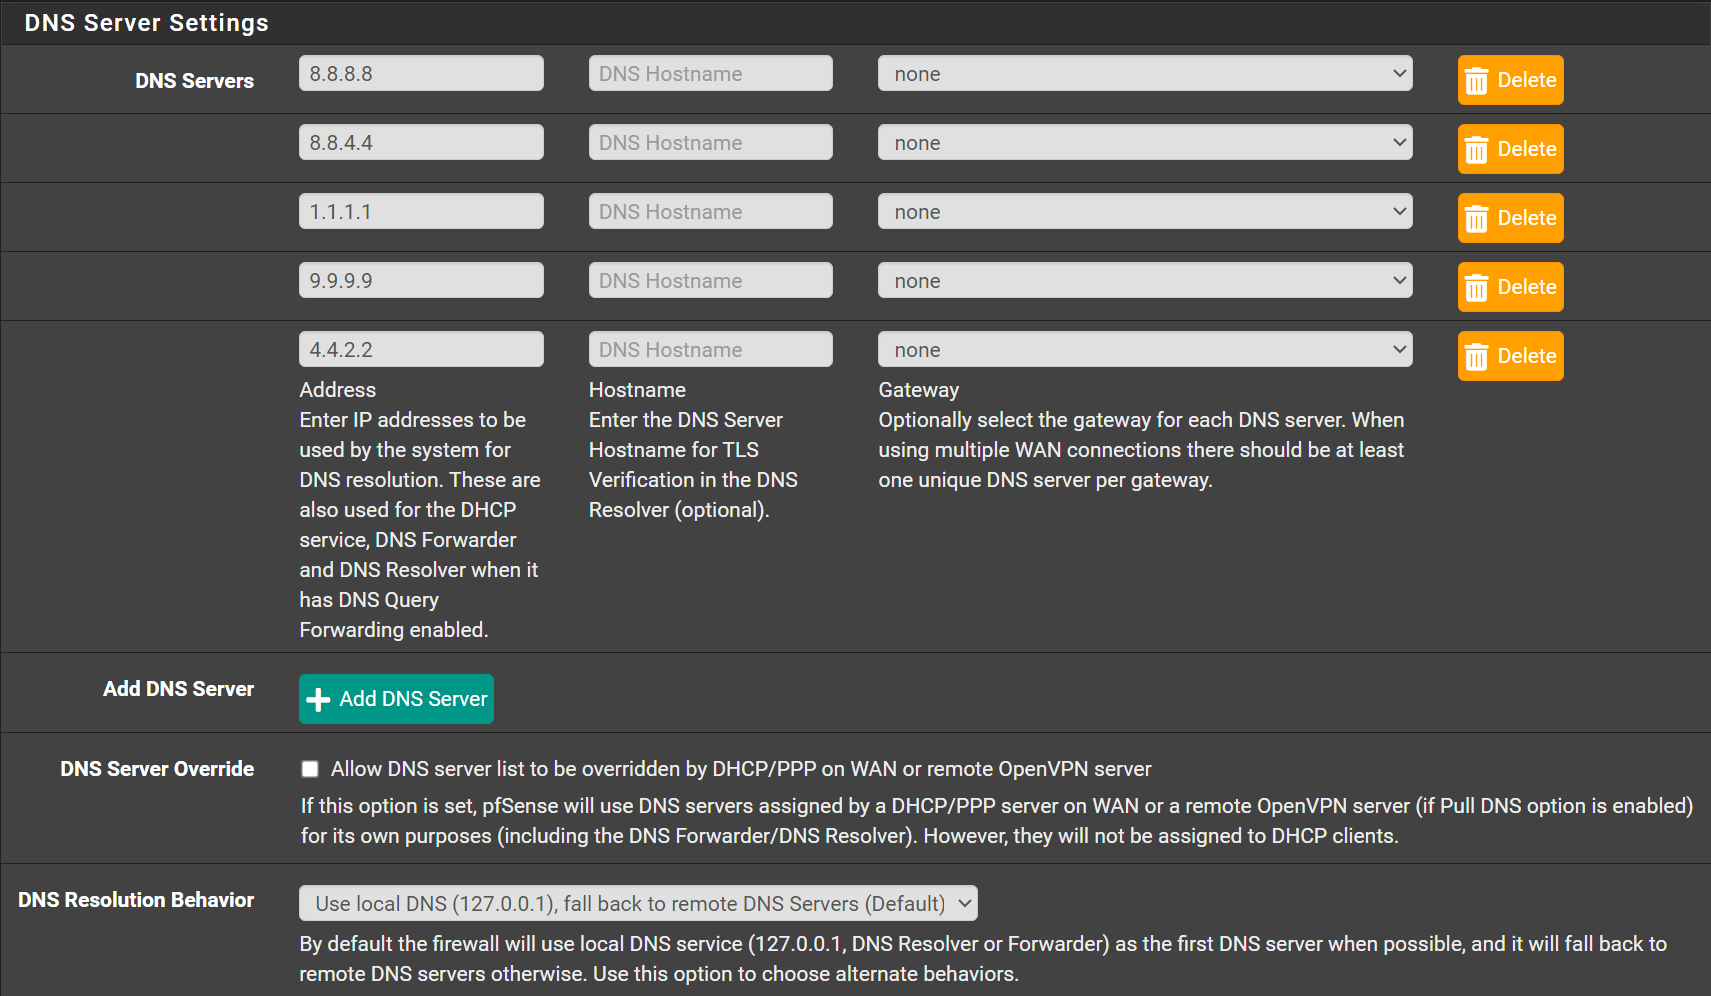 DNS Server Settings
DNS Servers
8.8.8.8
DNS Hostname
none
Delete
8.8.4.4
DNS Hostname
none
Delete
1.1.1.1
DNS Hostname
none
Delete
9.9.9.9
DNS Hostname
none
Delete
4.4.2.2
DNS Hostname
none
Delete
Address
Enter IP addresses to be
used by the system for
DNS resolution. These are
also used for the DHCP
service, DNS Forwarder
and DNS Resolver when it
has DNS Query
Forwarding enabled.
Hostname
Enter the DNS Server
Hostname for TLS
Verification in the DNS
Resolver (optional).
Gateway
Optionally select the gateway for each DNS server. When
using multiple WAN connections there should be at least
one unique DNS server per gateway.
Add DNS Server
Add DNS Server
DNS Server Override
Allow DNS server list to be overridden by DHCP/PPP on WAN or remote OpenVPN server
If this option is set, pfSense will use DNS servers assigned by a DHCP/PPP server on WAN or a remote OpenVPN server (if Pull DNS option is enabled)
for its own purposes (including the DNS Forwarder/DNS Resolver). However, they will not be assigned to DHCP clients.
DNS Resolution Behavior
Use local DNS (127.0.0.1), fall back to remote DNS Servers (Default)
By default the firewall will use local DNS service (127.0.0.1, DNS Resolver or Forwarder) as the first DNS server when possible, and it will fall back to
remote DNS servers otherwise. Use this option to choose alternate behaviors.